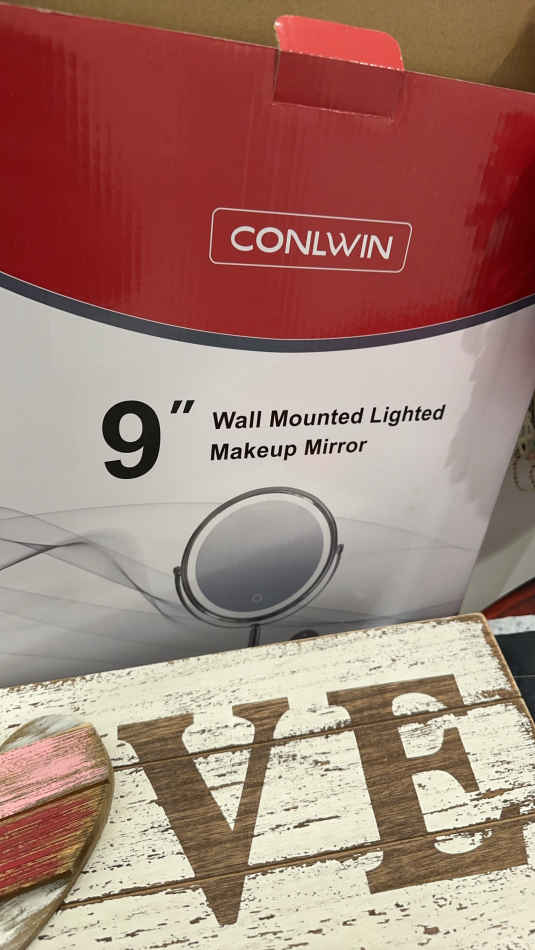 CONLWIN
9" Wall Mounted Lighted
Makeup Mirror
VE